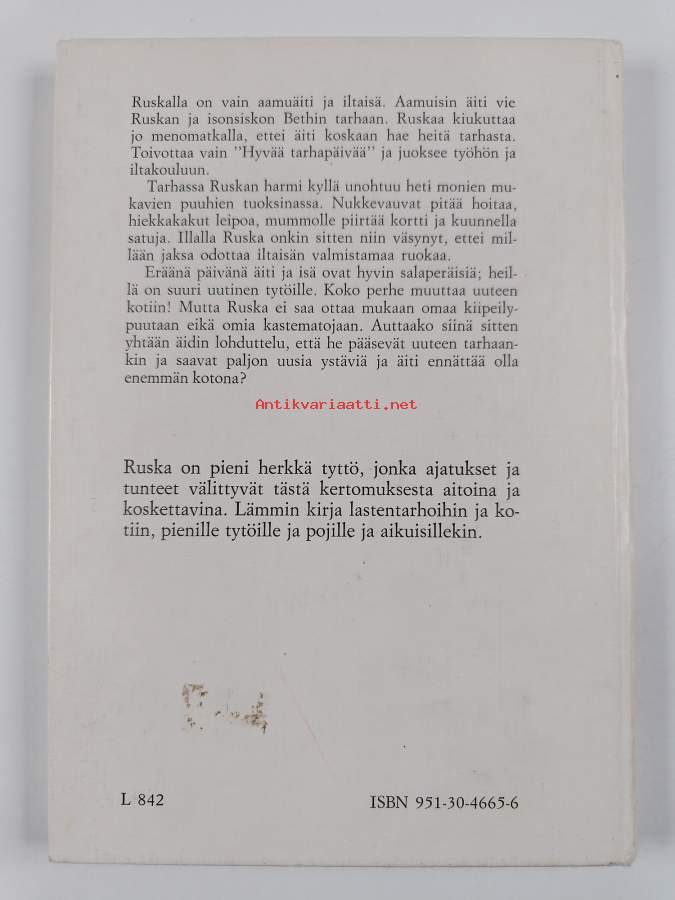 Ruskalla on vain aamuäiti ja iltaisä. Aamuisin äiti vie
Ruskan ja isonsiskon Bethin tarhaan. Ruskaa kiukuttaa
jo menomatkalla, ettei äiti koskaan hae heitä tarhasta.
Toivottaa vain "Hyvää tarhapäivää" ja juoksee työhön ja
iltakouluun.
Tarhassa Ruskan harmi kyllä unohtuu heti monien mu-
kavien puuhien tuoksinassa. Nukkevauvat pitää hoitaa,
hiekkakakut leipoa, mummolle piirtää kortti ja kuunnella
satuja. Illalla Ruska onkin sitten niin väsynyt, ettei mil-
lään jaksa odottaa iltaisän valmistamaa ruokaa.
Eräänä päivänä äiti ja isä ovat hyvin salaperäisiä; heil-
lä on suuri uutinen tytöille. Koko perhe muuttaa uuteen
kotiin! Mutta Ruska ei saa ottaa mukaan omaa kiipeily-
puutaan eikä omia kastematojaan. Auttaako siinä sitten
yhtään äidin lohduttelu, että he pääsevät uuteen tarhaan-
kin ja saavat paljon uusia ystäviä ja äiti ennättää olla
enemmän kotona?
Antikvariaatti.net
Ruska on pieni herkkä tyttö, jonka ajatukset ja
tunteet välittyvät tästä kertomuksesta aitoina ja
koskettavina. Lämmin kirja lastentarhoihin ja ko-
tiin, pienille tytöille ja pojille ja aikuisillekin.
L 842
ISBN 951-30-4665-6